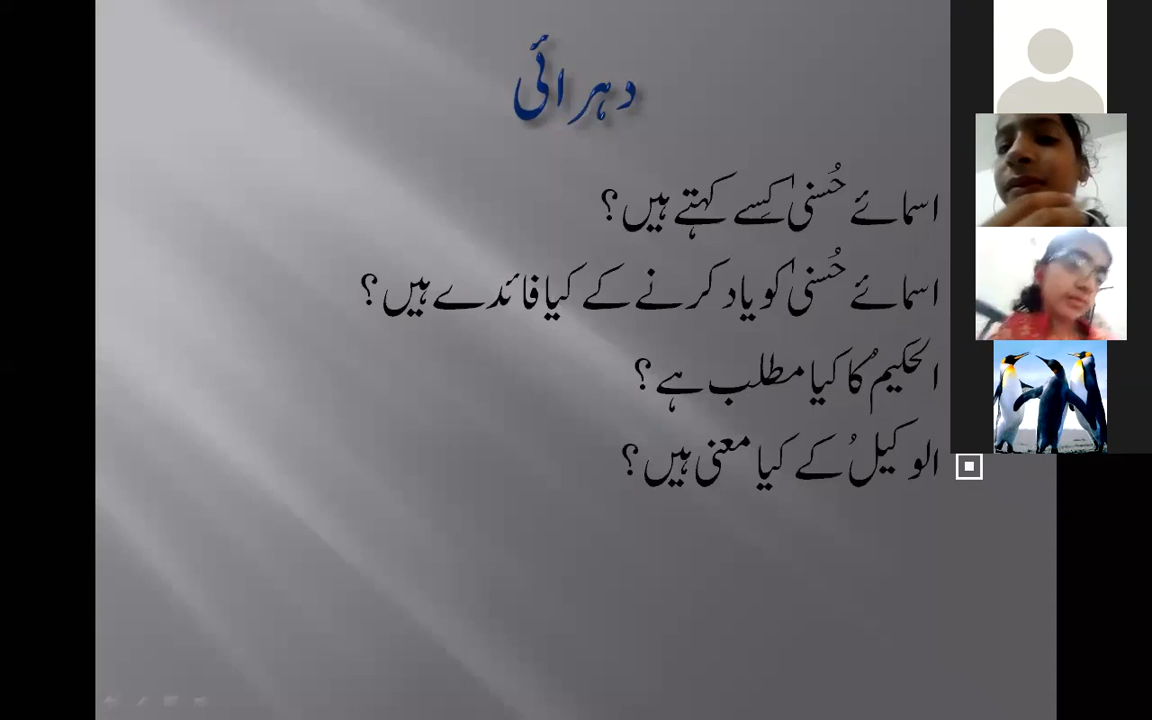 دہرائی
اسمائے حُسنیٰ کِسے کہتے ہیں؟
اسمائے حُسنیٰ کو یاد کرنے کے کیا فائدے ہیں؟
الحکیمُ کا کیا مطلب ہے ؟
الوکیلُ کے کیا معنی ہیں؟